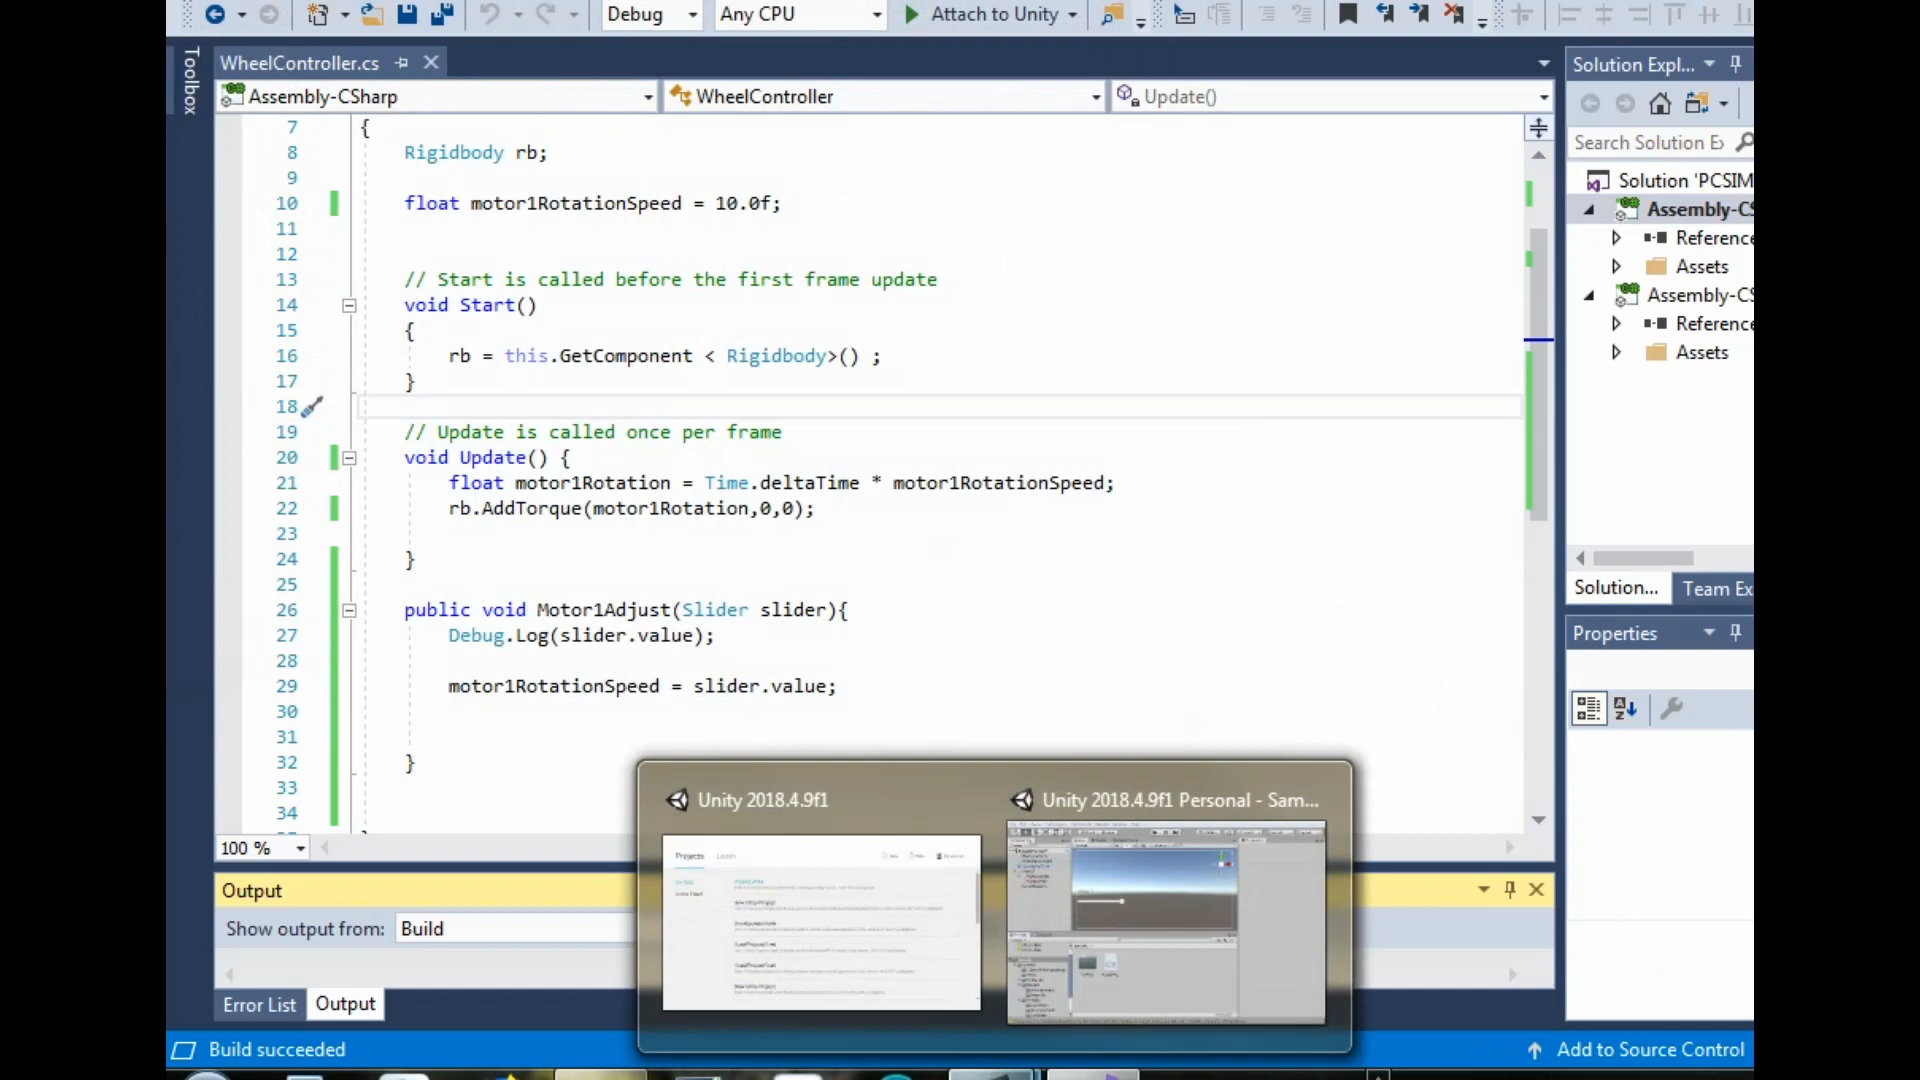 Debug
Any CPU
Attach to Unity
Toolbox
WheelController.cs
Solution Expl...
Assembly-CSharp
WheelController
Update()
Search Solution E
7 {
8 Rigidbody rb;
9
10 float motor1RotationSpeed = 10.0f;
11
12
13 // Start is called before the first frame update
14 void Start()
15 {
16 rb = this.GetComponent < Rigidbody>() ;
17 }
18
19 // Update is called once per frame
20 void Update() {
21 float motor1Rotation = Time.deltaTime * motor1RotationSpeed;
22 rb.AddTorque(motor1Rotation,0,0);
23
24 }
25
26 public void Motor1Adjust(Slider slider){
27 Debug.Log(slider.value);
28
29 motor1RotationSpeed = slider.value;
30
31
32 }
33
34
Solution 'PCSIM
Assembly-CS
Reference
Assets
Assembly-CS
Reference
Assets
Solution...
Team Ex
Properties
100 %
Output
Show output from:
Build
Error List
Output
Unity 2018.4.9f1
Unity 2018.4.9f1 Personal - Sam...
Projects
Learn
Build succeeded
Add to Source Control